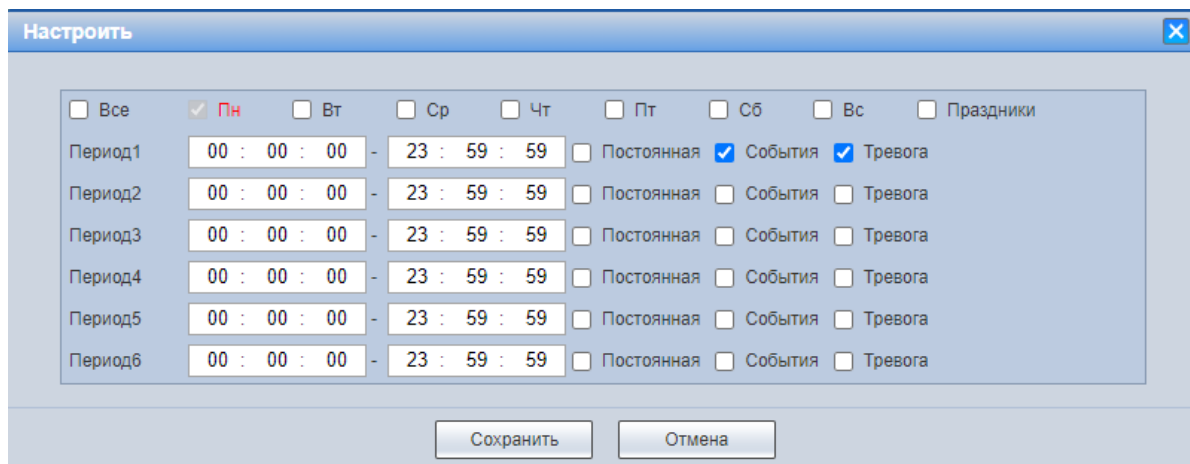 Настроить
Все Пн Вт Ср Чт Пт Сб Вс Праздники
Период1 00 : 00 : 00 - 23 : 59 : 59 Постоянная События Тревога
Период2 00 : 00 : 00 - 23 : 59 : 59 Постоянная События Тревога
Период3 00 : 00 : 00 - 23 : 59 : 59 Постоянная События Тревога
Период4 00 : 00 : 00 - 23 : 59 : 59 Постоянная События Тревога
Период5 00 : 00 : 00 - 23 : 59 : 59 Постоянная События Тревога
Период6 00 : 00 : 00 - 23 : 59 : 59 Постоянная События Тревога
Сохранить Отмена